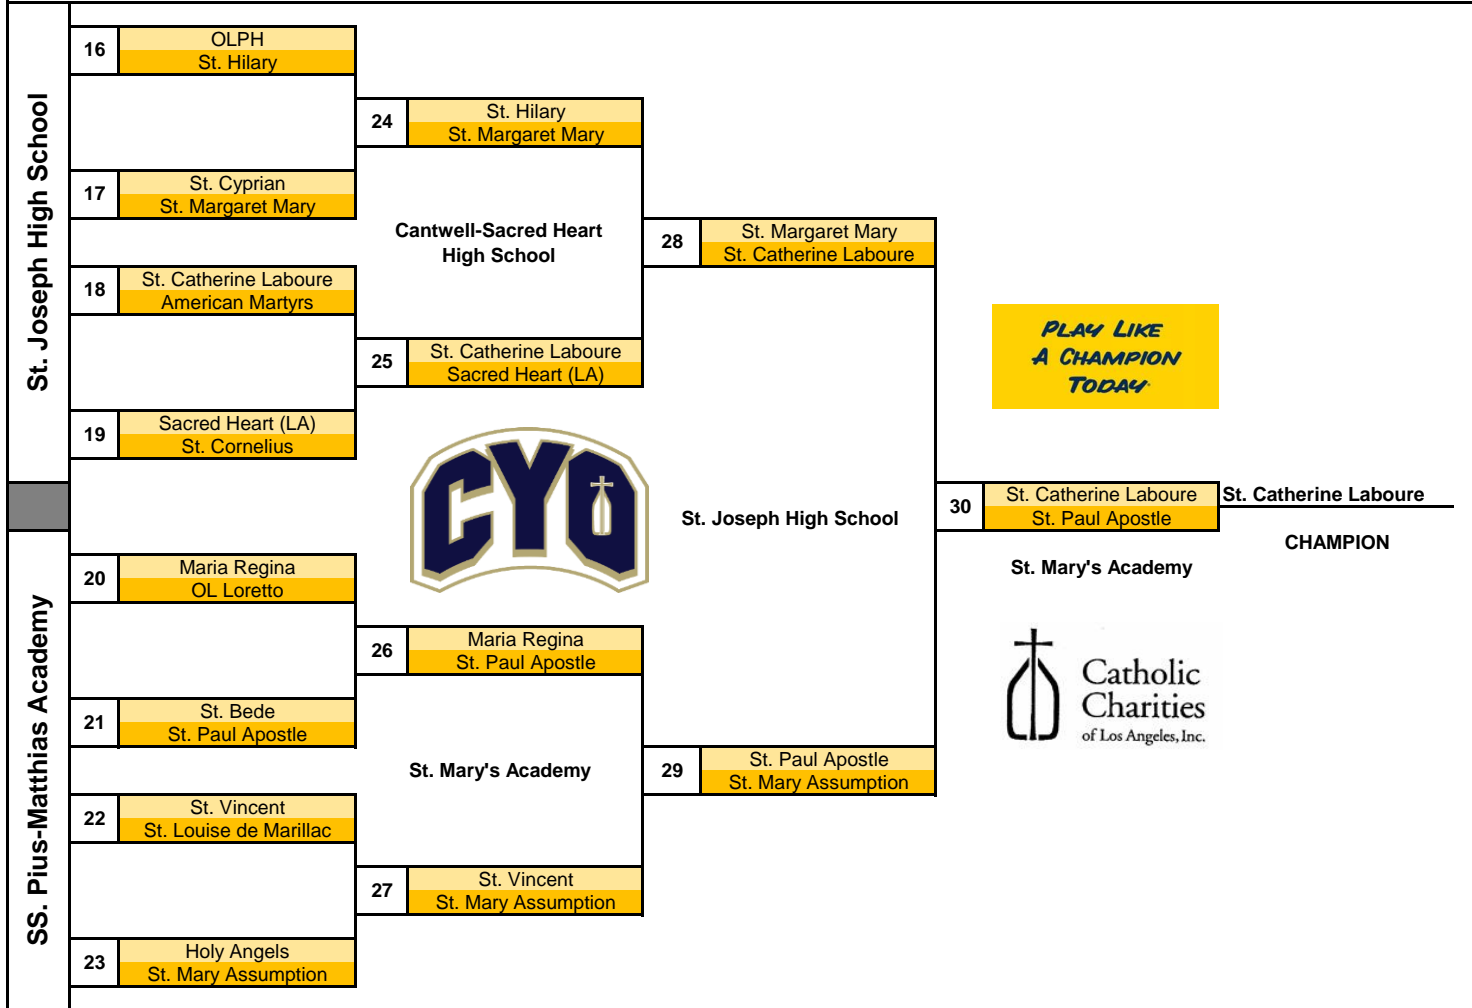 St. Joseph High School
16
OLPH
St. Hilary
24
St. Hilary
St. Margaret Mary
17
St. Cyprian
St. Margaret Mary
Cantwell-Sacred Heart
High School
28
St. Margaret Mary
St. Catherine Laboure
18
St. Catherine Laboure
American Martyrs
25
St. Catherine Laboure
Sacred Heart (LA)
PLAY LIKE
A CHAMPION
TODAY
19
Sacred Heart (LA)
St. Cornelius
CYO
St. Joseph High School
30
St. Catherine Laboure
St. Paul Apostle
St. Catherine Laboure
CHAMPION
St. Mary's Academy
SS. Pius-Matthias Academy
20
Maria Regina
OL Loretto
26
Maria Regina
St. Paul Apostle
Catholic
Charities
of Los Angeles, Inc.
21
St. Bede
St. Paul Apostle
St. Mary's Academy
29
St. Paul Apostle
St. Mary Assumption
22
St. Vincent
St. Louise de Marillac
27
St. Vincent
St. Mary Assumption
23
Holy Angels
St. Mary Assumption